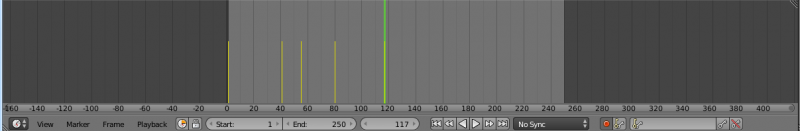 -160 -140 -120 -100 -80 -60 -40 -20 0 20 40 60 80 100 120 140 160 180 200 220 240 260 280 300 320 340 360 380 400
View Marker Frame Playback Start: 1 End: 250 117 No Sync